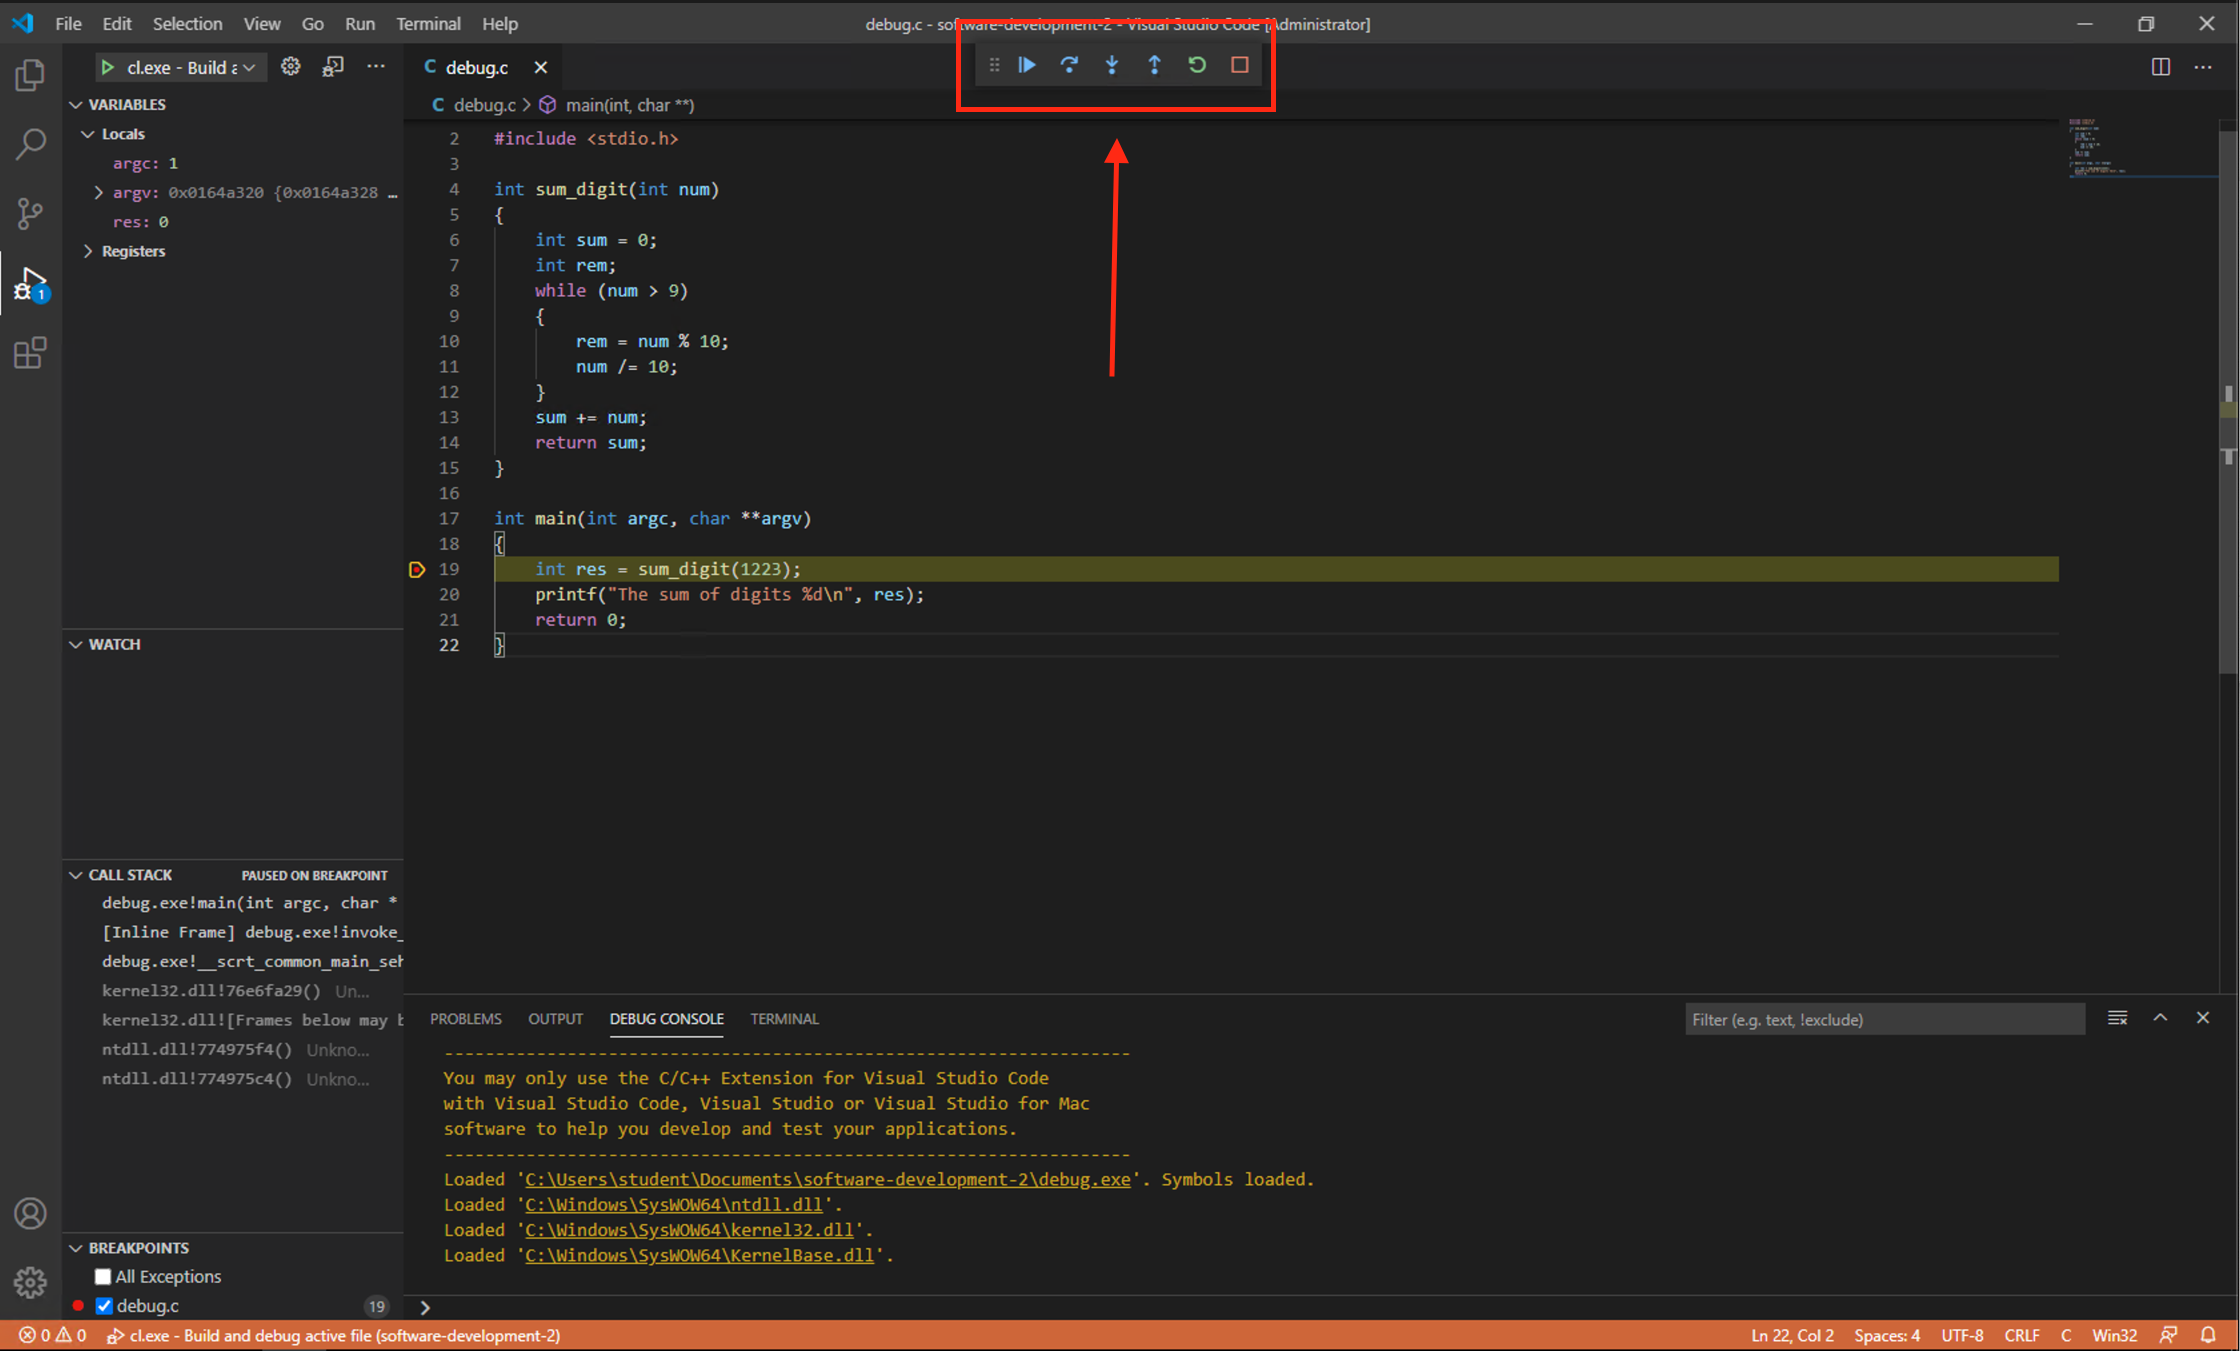 File Edit Selection View Go Run Terminal Help
debug.c - software-development-2 - Visual Studio Code [Administrator]
cl.exe - Build a
C debug.c
C debug.c > main(int, char **)
VARIABLES
Locals
argc: 1
argv: 0x0164a320 {0x0164a328 …
res: 0
Registers
WATCH
CALL STACK PAUSED ON BREAKPOINT
debug.exe!main(int argc, char *
[Inline Frame] debug.exe!invoke_
debug.exe!__scrt_common_main_seh
kernel32.dll!76e6fa29() Un...
kernel32.dll![Frames below may b
ntdll.dll!774975f4() Unkno...
ntdll.dll!774975c4() Unkno...
BREAKPOINTS
All Exceptions
debug.c 19
1
2 #include <stdio.h>
3
4 int sum_digit(int num)
5 {
6 int sum = 0;
7 int rem;
8 while (num > 9)
9 {
10 rem = num % 10;
11 num /= 10;
12 }
13 sum += num;
14 return sum;
15 }
16
17 int main(int argc, char **argv)
18 {
19 int res = sum_digit(1223);
20 printf("The sum of digits %d\n", res);
21 return 0;
22 }
PROBLEMS OUTPUT DEBUG CONSOLE TERMINAL
Filter (e.g. text, !exclude)
-------------------------------------------------------------------
You may only use the C/C++ Extension for Visual Studio Code
with Visual Studio Code, Visual Studio or Visual Studio for Mac
software to help you develop and test your applications.
-------------------------------------------------------------------
Loaded 'C:\Users\student\Documents\software-development-2\debug.exe'. Symbols loaded.
Loaded 'C:\Windows\SysWOW64\ntdll.dll'.
Loaded 'C:\Windows\SysWOW64\kernel32.dll'.
Loaded 'C:\Windows\SysWOW64\KernelBase.dll'.
0 0 cl.exe - Build and debug active file (software-development-2)
Ln 22, Col 2 Spaces: 4 UTF-8 CRLF C Win32